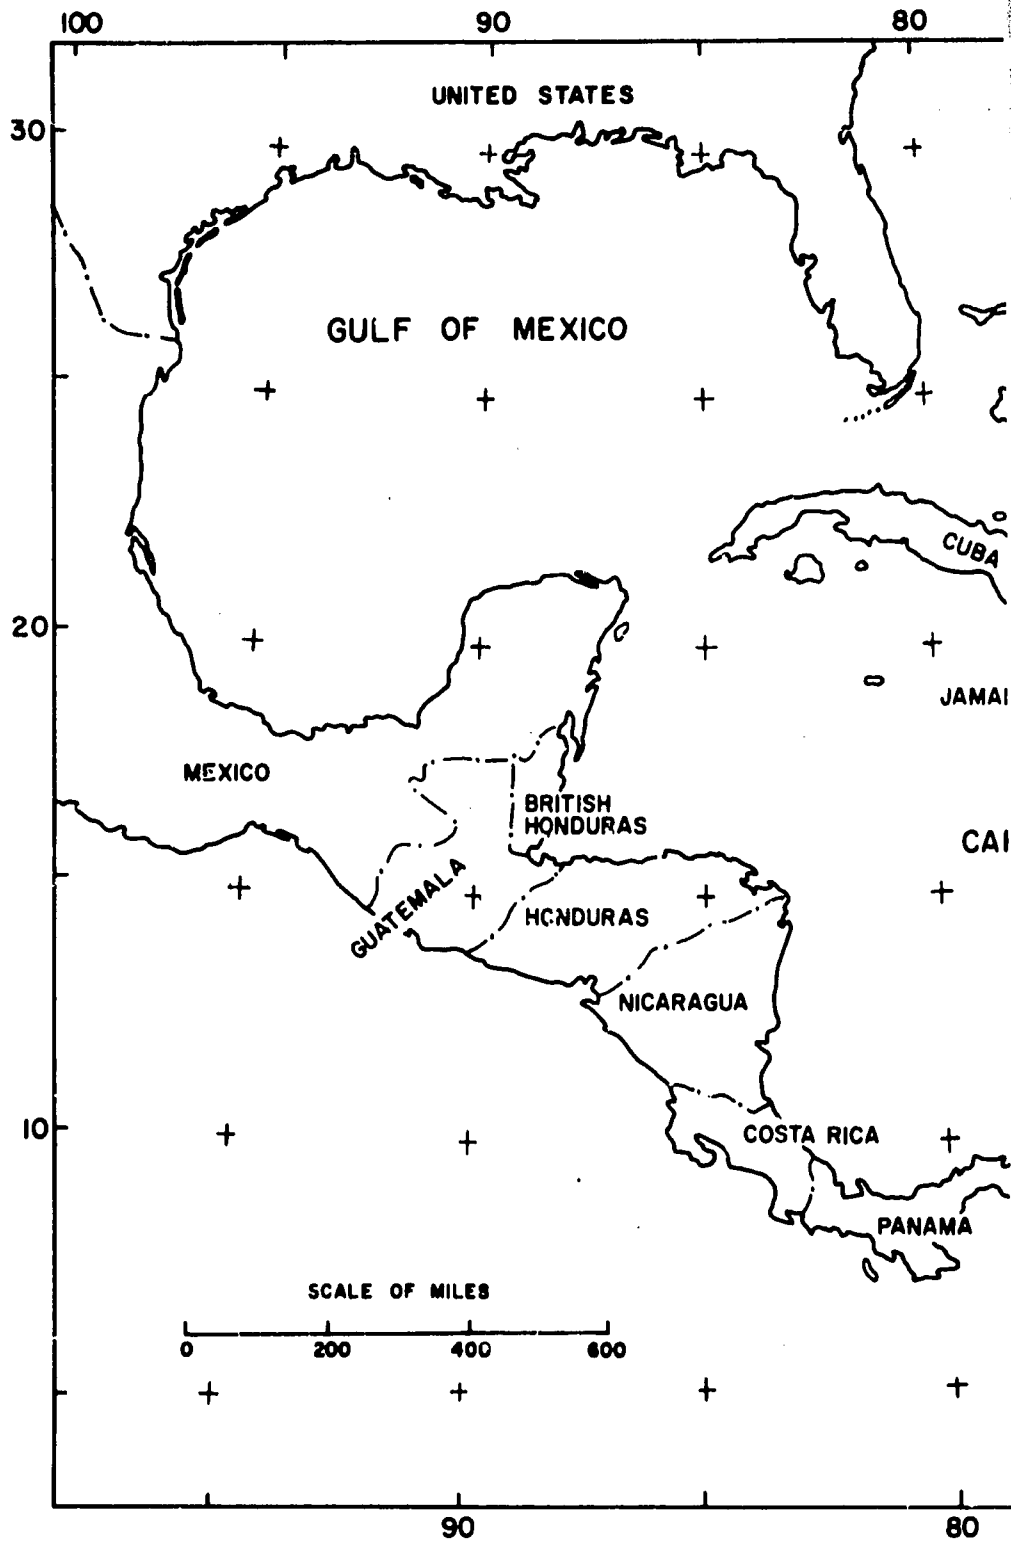 100 90 80
UNITED STATES
30
GULF OF MEXICO
CUBA
20
JAMAI
MEXICO
BRITISH
HONDURAS
CAI
GUATEMALA
HONDURAS
NICARAGUA
10
COSTA RICA
PANAMA
SCALE OF MILES
0 200 400 600
90 80